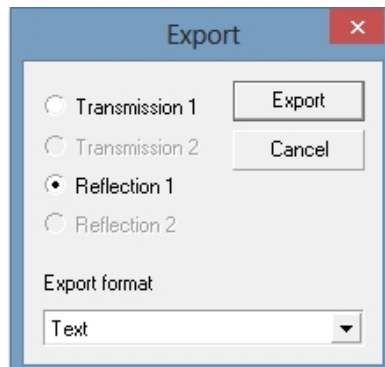 Export
Transmission 1
Export
Transmission 2
Cancel
Reflection 1
Reflection 2
Export format
Text